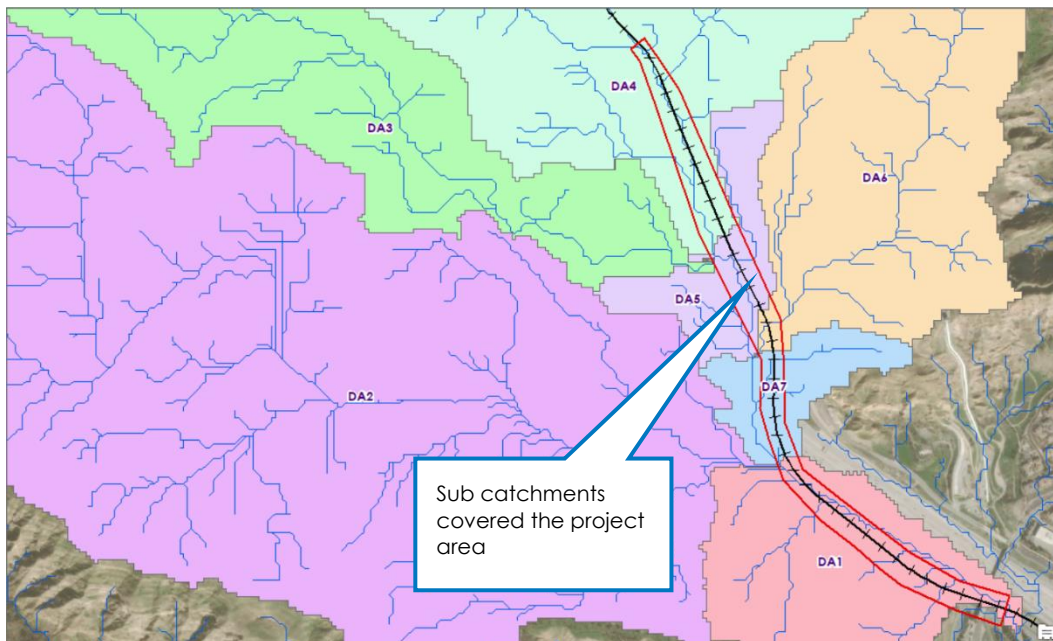 DA4
DA3
DA6
DA5
DA7
DA2
Sub catchments
covered the project
area
DA1